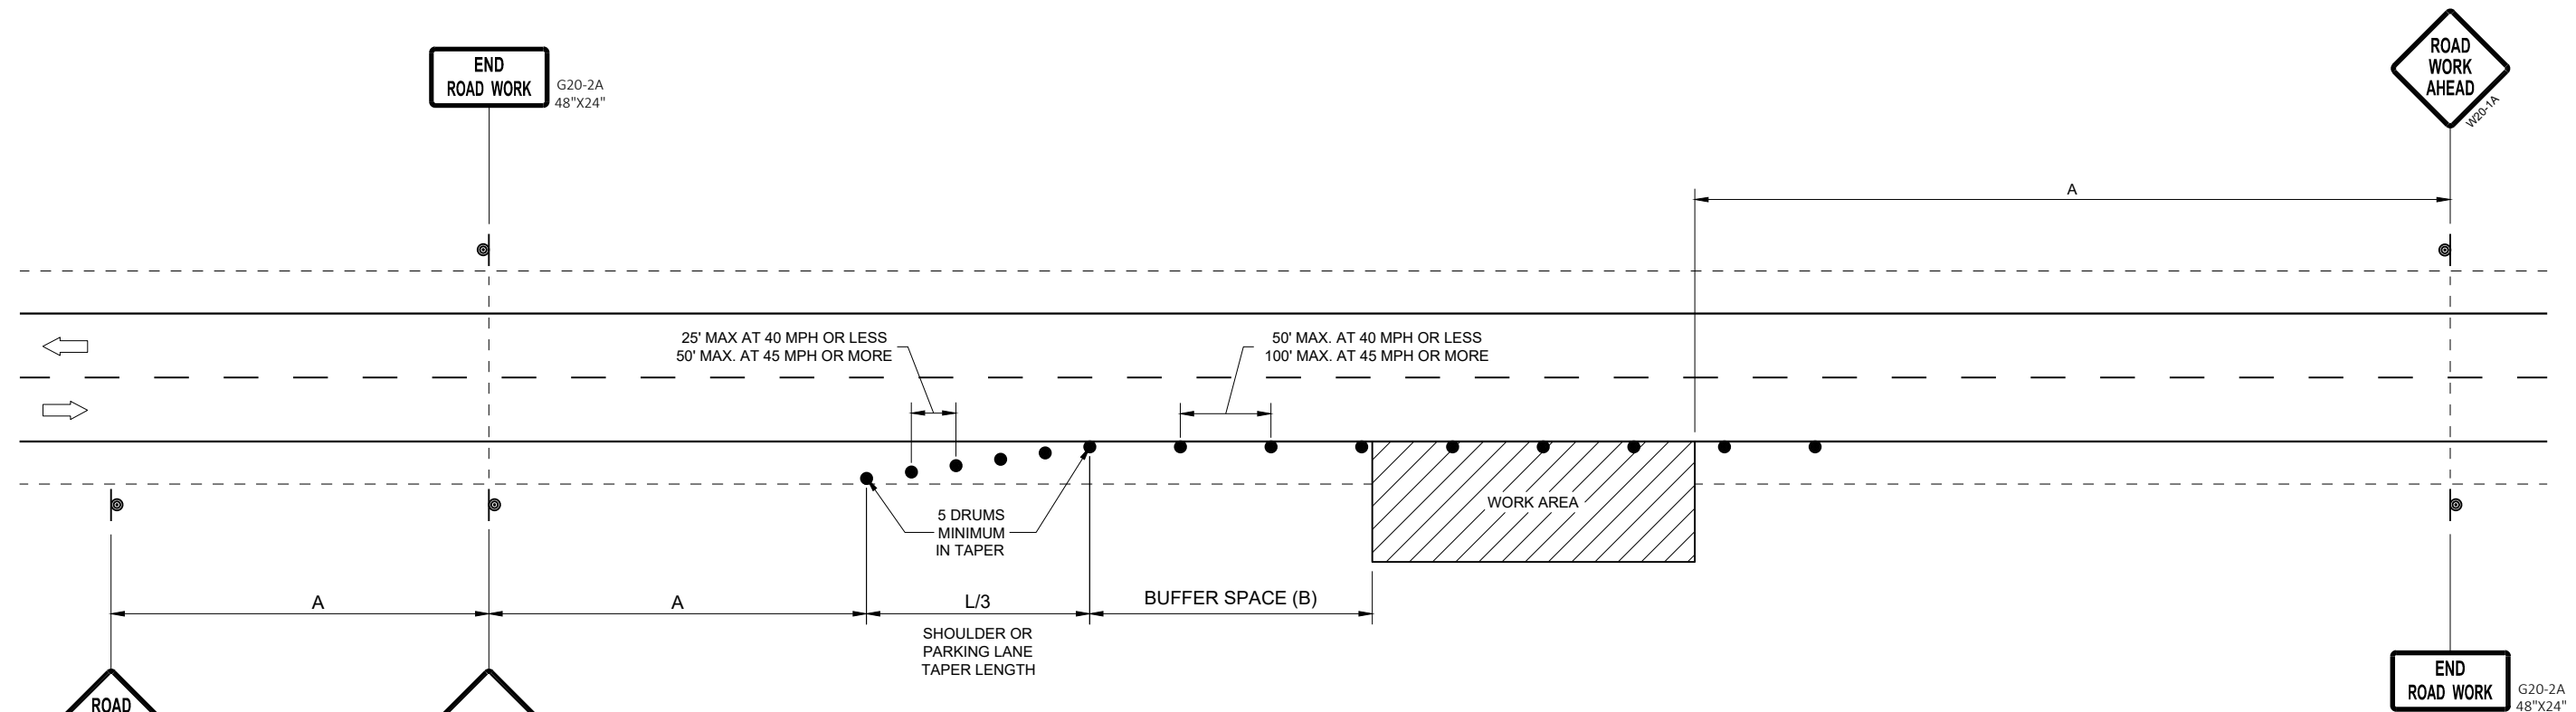 END
ROAD WORK
G20-2A
48"X24"
ROAD
WORK
AHEAD
W20-1A
A
25' MAX AT 40 MPH OR LESS
50' MAX. AT 45 MPH OR MORE
50' MAX. AT 40 MPH OR LESS
100' MAX. AT 45 MPH OR MORE
5 DRUMS
MINIMUM
IN TAPER
WORK AREA
A
A
L/3
BUFFER SPACE (B)
SHOULDER OR
PARKING LANE
TAPER LENGTH
ROAD
END
ROAD WORK
G20-2A
48"X24"